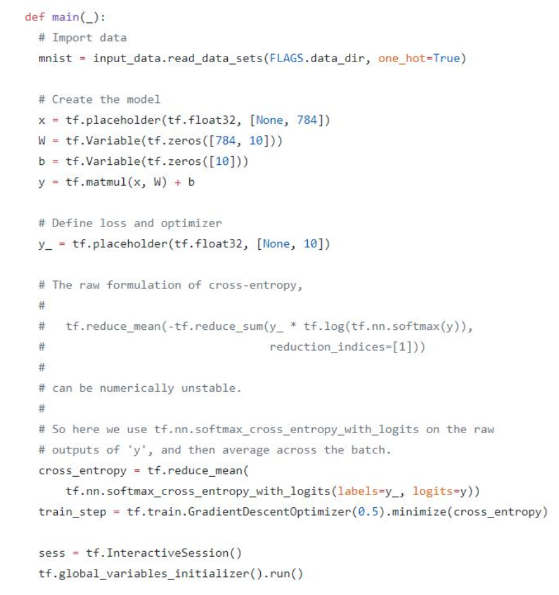 def main(_):
# Import data
mnist = input_data.read_data_sets(FLAGS.data_dir, one_hot=True)
# Create the model
x = tf.placeholder(tf.float32, [None, 784])
W = tf.Variable(tf.zeros([784, 10]))
b = tf.Variable(tf.zeros([10]))
y = tf.matmul(x, W) + b
# Define loss and optimizer
y_ = tf.placeholder(tf.float32, [None, 10])
# The raw formulation of cross-entropy,
#
#   tf.reduce_mean(-tf.reduce_sum(y_ * tf.log(tf.nn.softmax(y)),
#                                 reduction_indices=[1]))
#
# can be numerically unstable.
#
# So here we use tf.nn.softmax_cross_entropy_with_logits on the raw
# outputs of 'y', and then average across the batch.
cross_entropy = tf.reduce_mean(
tf.nn.softmax_cross_entropy_with_logits(labels=y_, logits=y))
train_step = tf.train.GradientDescentOptimizer(0.5).minimize(cross_entropy)
sess = tf.InteractiveSession()
tf.global_variables_initializer().run()